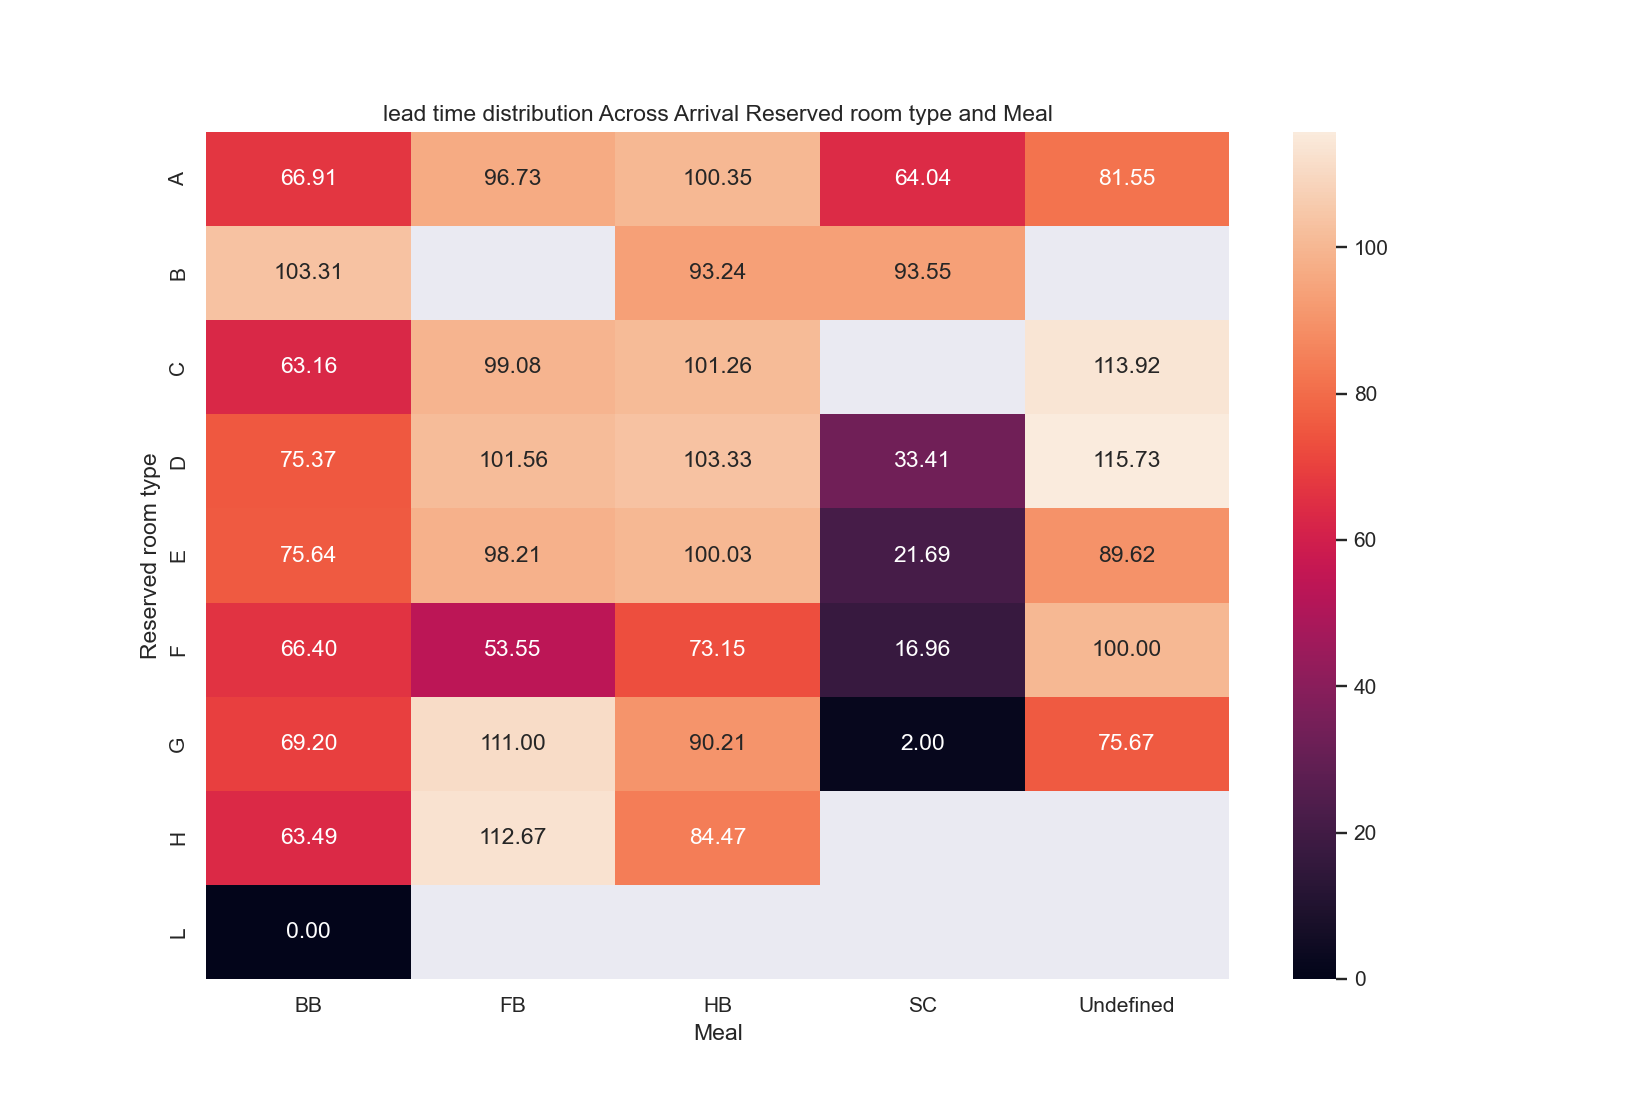 lead time distribution Across Arrival Reserved room type and Meal
Reserved room type
A 66.91 96.73 100.35 64.04 81.55
B 103.31 93.24 93.55
C 63.16 99.08 101.26 113.92
D 75.37 101.56 103.33 33.41 115.73
E 75.64 98.21 100.03 21.69 89.62
F 66.40 53.55 73.15 16.96 100.00
G 69.20 111.00 90.21 2.00 75.67
H 63.49 112.67 84.47
L 0.00
BB FB HB SC Undefined
Meal
100
80
60
40
20
0